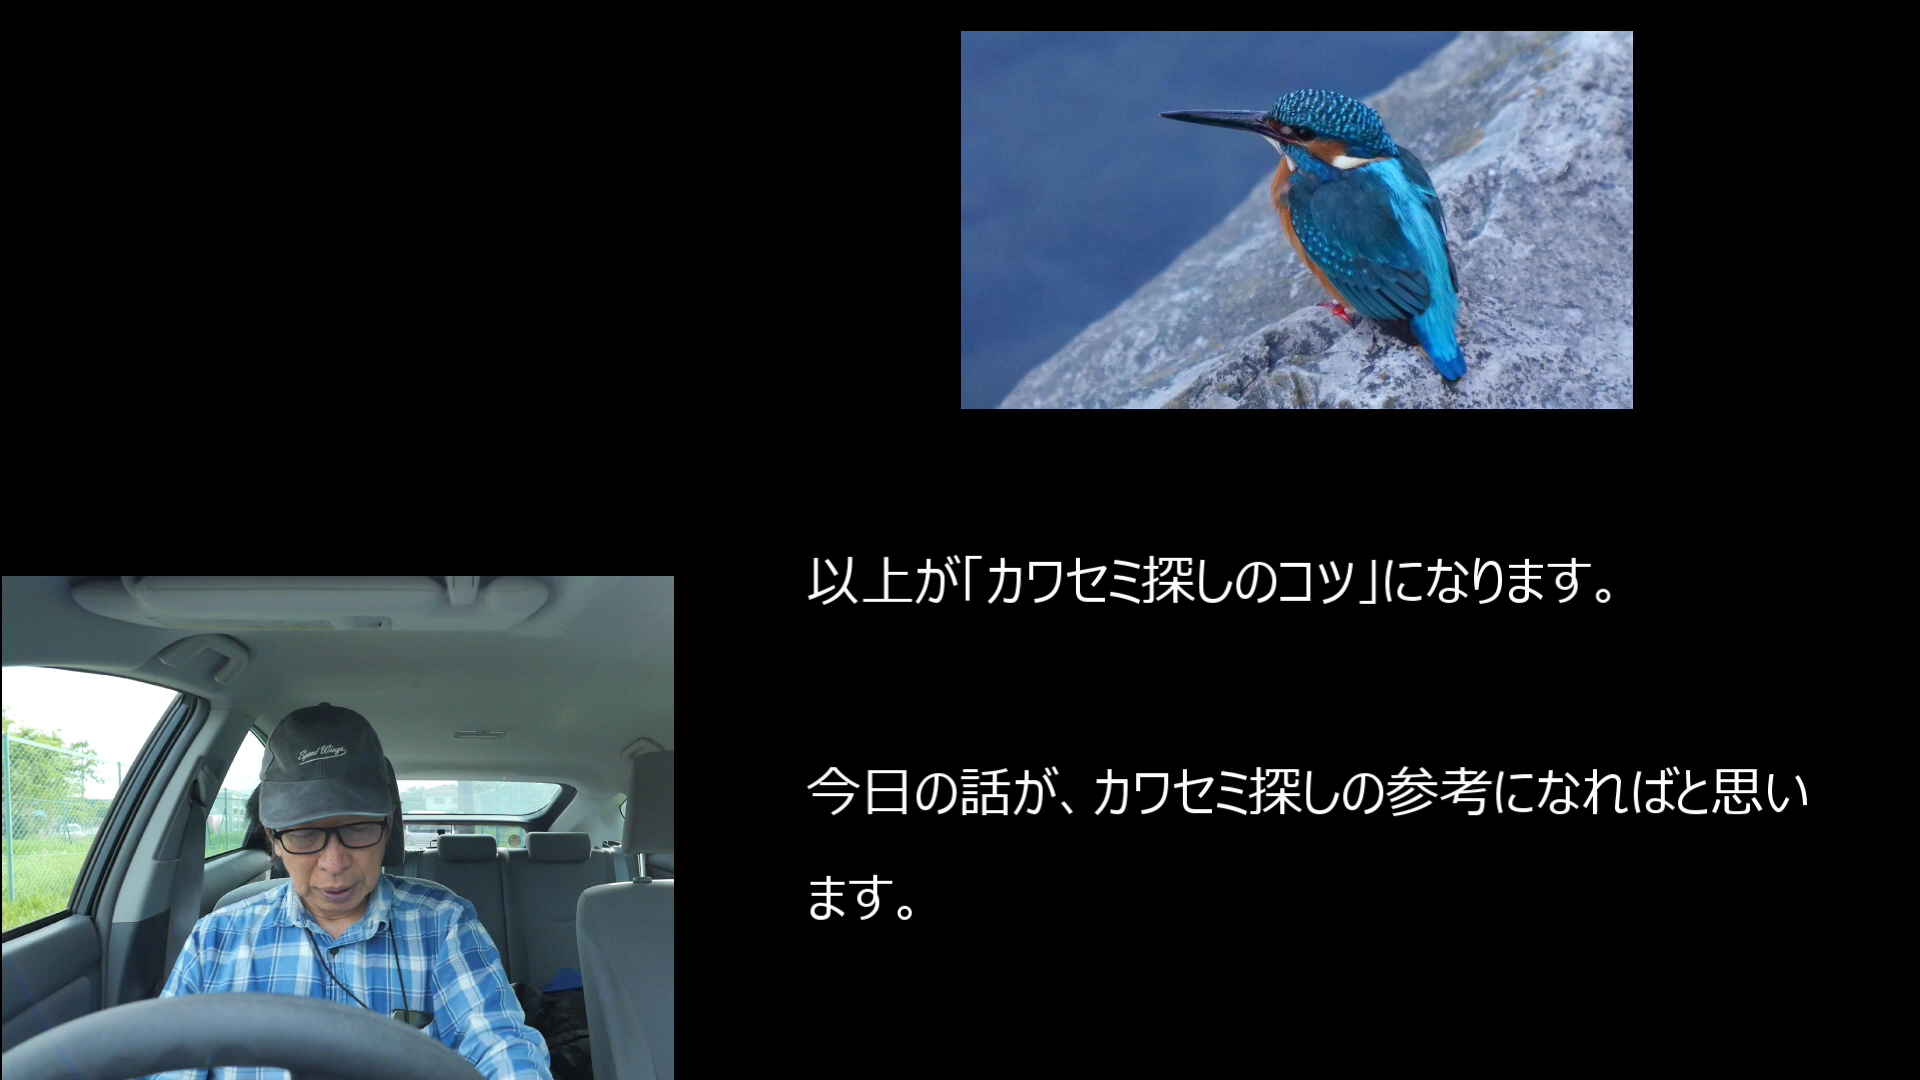 以上が「カワセミ探しのコツ」になります。
今日の話が、カワセミ探しの参考になればと思い
ます。
Speed Wings